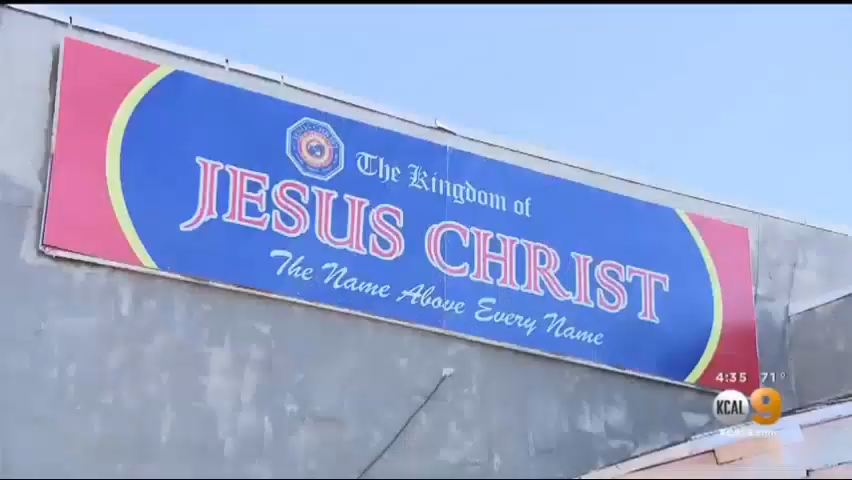 The Kingdom of
JESUS CHRIST
The Name Above Every Name
4:35 71°
KCAL 9